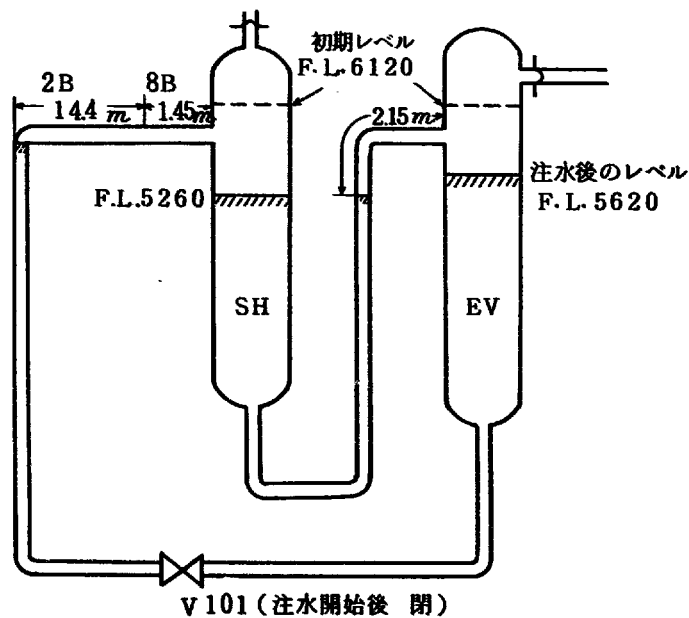 初期レベル
F.L.6120
2B
8B
14.4 m
1.45m
2.15m
F.L.5260
注水後のレベル
F.L.5620
SH
EV
V101(注水開始後 閉)